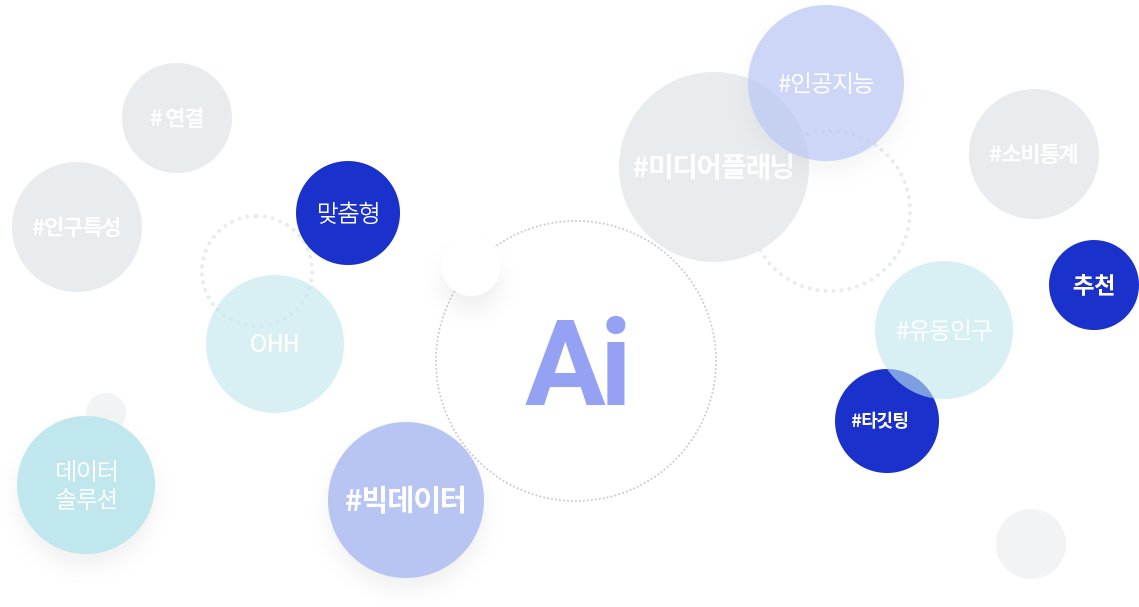 #인공지능
# 연결
#미디어플래닝
#소비통계
맞춤형
#인구특성
추천
#유동인구
OHH
Ai
#타깃팅
데이터
솔루션
#빅데이터